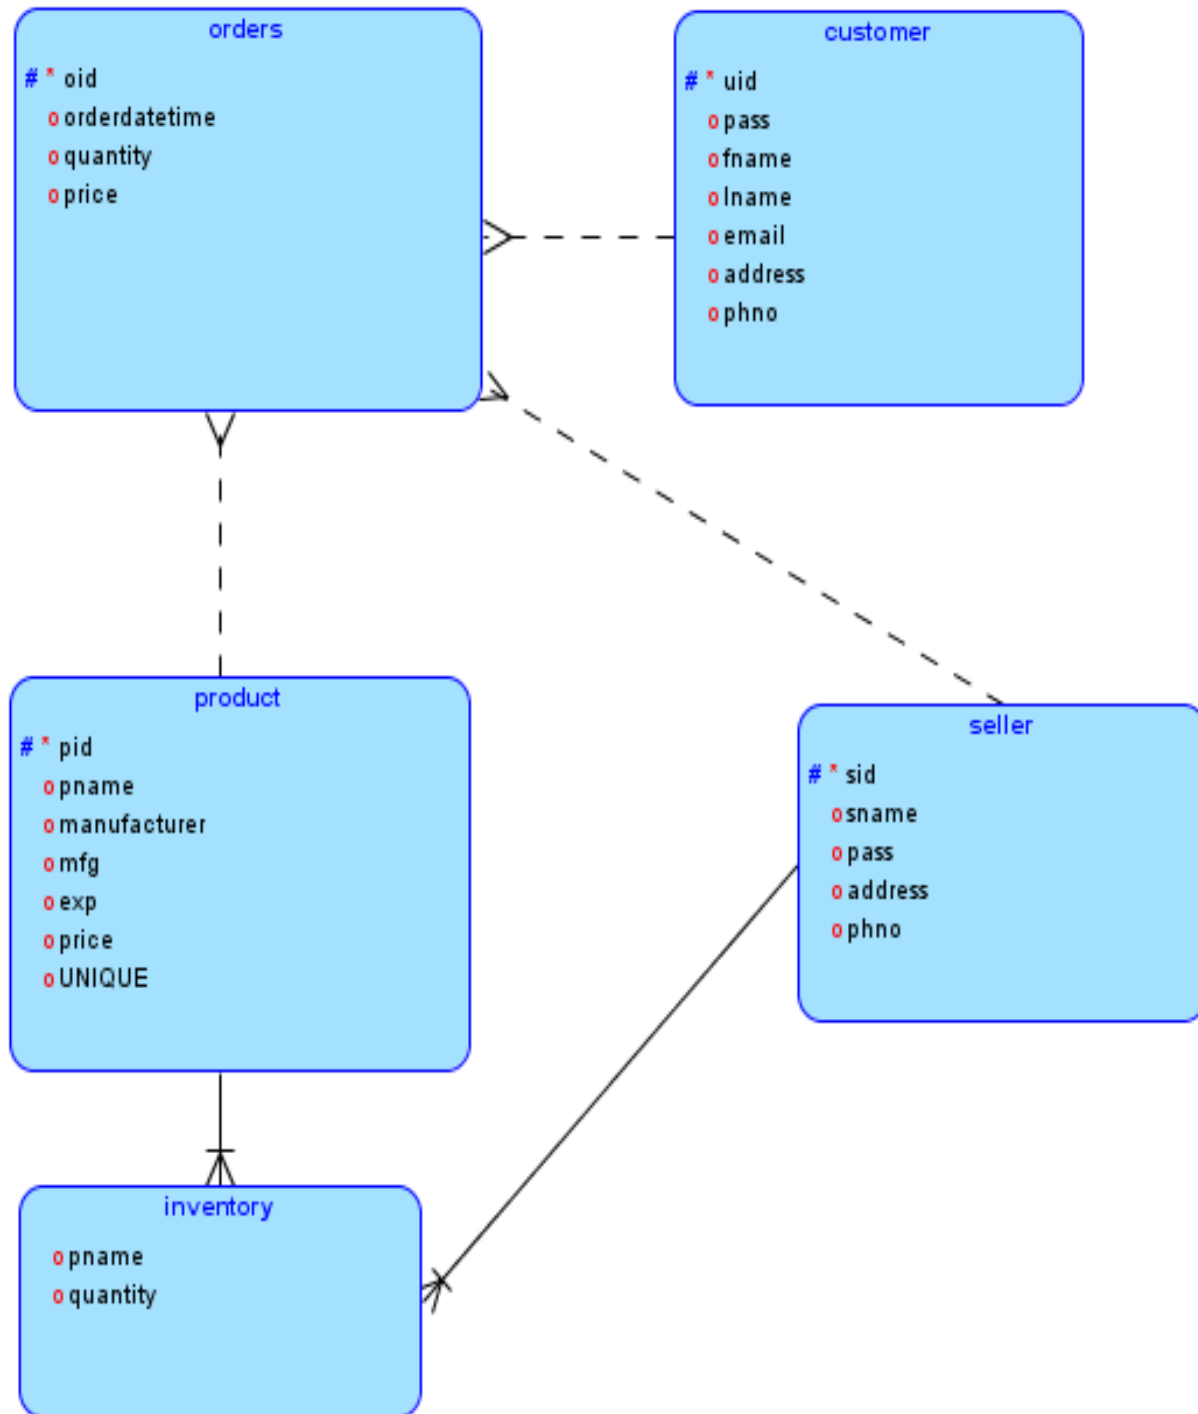 orders
# * oid
o orderdatetime
o quantity
o price
customer
# * uid
o pass
o fname
o lname
o email
o address
o phno
product
# * pid
o pname
o manufacturer
o mfg
o exp
o price
o UNIQUE
seller
# * sid
o sname
o pass
o address
o phno
inventory
o pname
o quantity